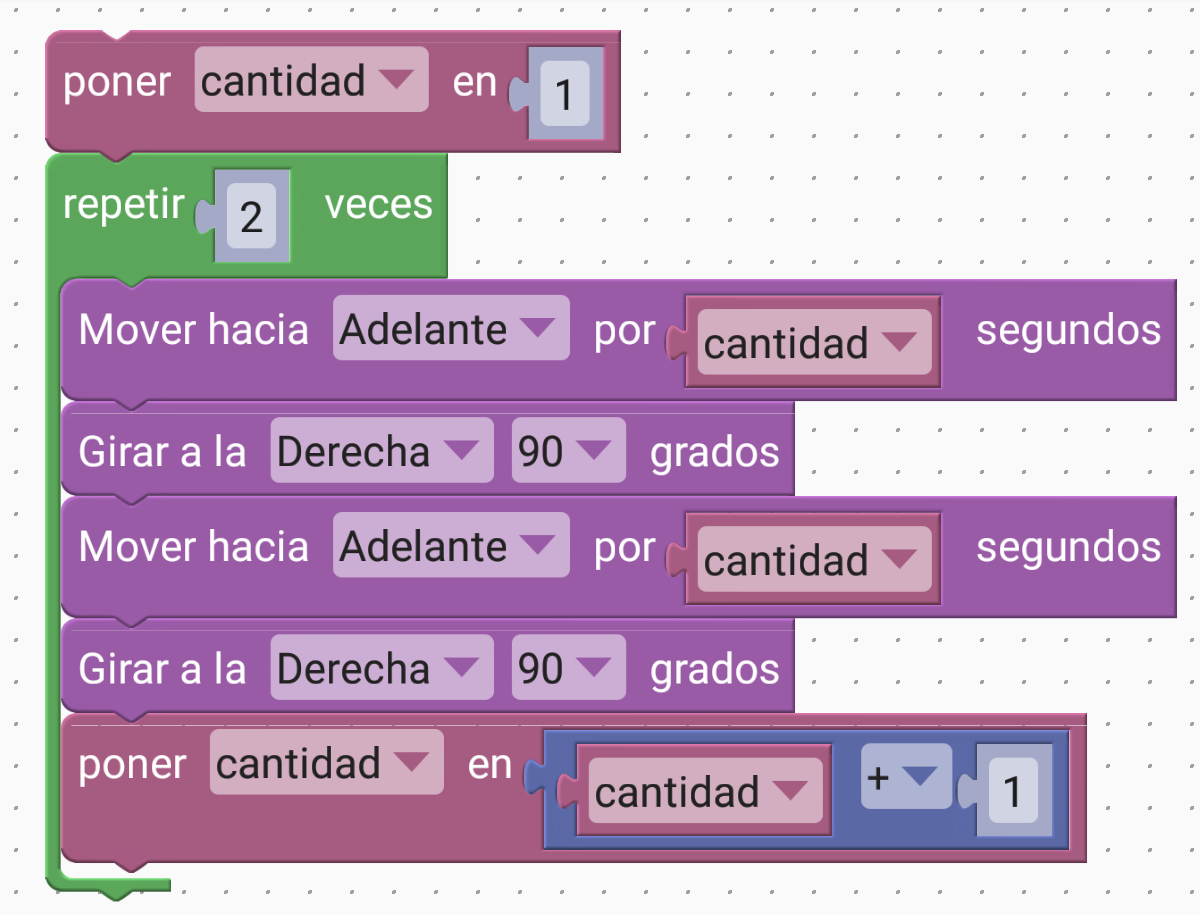 poner cantidad en 1
repetir 2 veces
Mover hacia Adelante por cantidad segundos
Girar a la Derecha 90 grados
Mover hacia Adelante por cantidad segundos
Girar a la Derecha 90 grados
poner cantidad en cantidad + 1